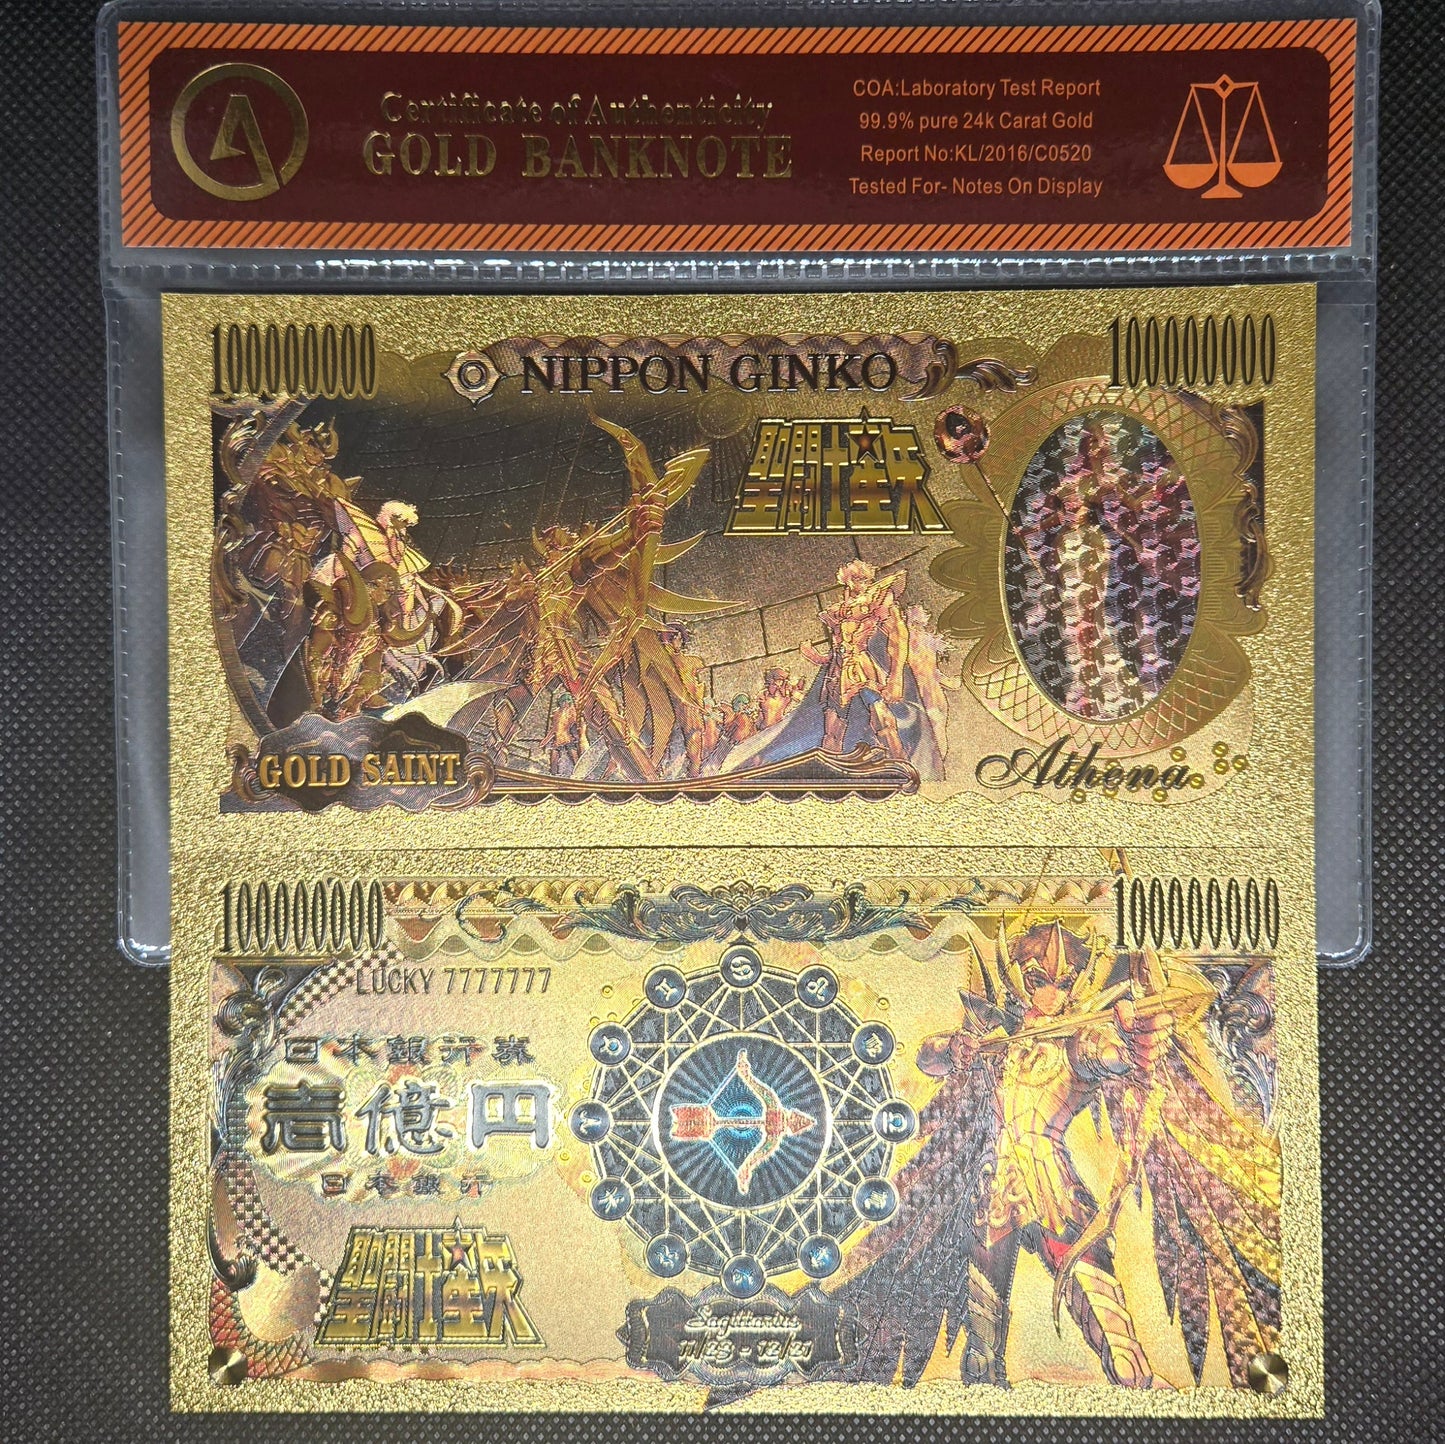 Certificate of Authenticity
GOLD BANKNOTE
COA:Laboratory Test Report
99.9% pure 24k Carat Gold
Report No:KL/2016/C0520
Tested For- Notes On Display
100000000
NIPPON GINKO
100000000
聖闘士星矢
GOLD SAINT
Athena
100000000
100000000
LUCKY 7777777
日本銀行券
壱億円
日本銀行
聖闘士星矢
Sagittarius
11/23 - 12/21